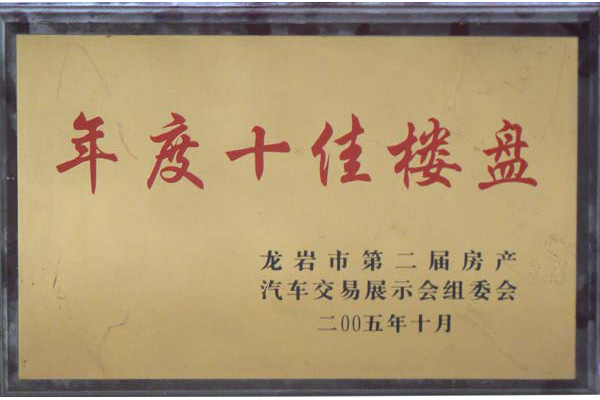 年度十佳楼盘
龙岩市第二届房产
汽车交易展示会组委会
二00五年十月